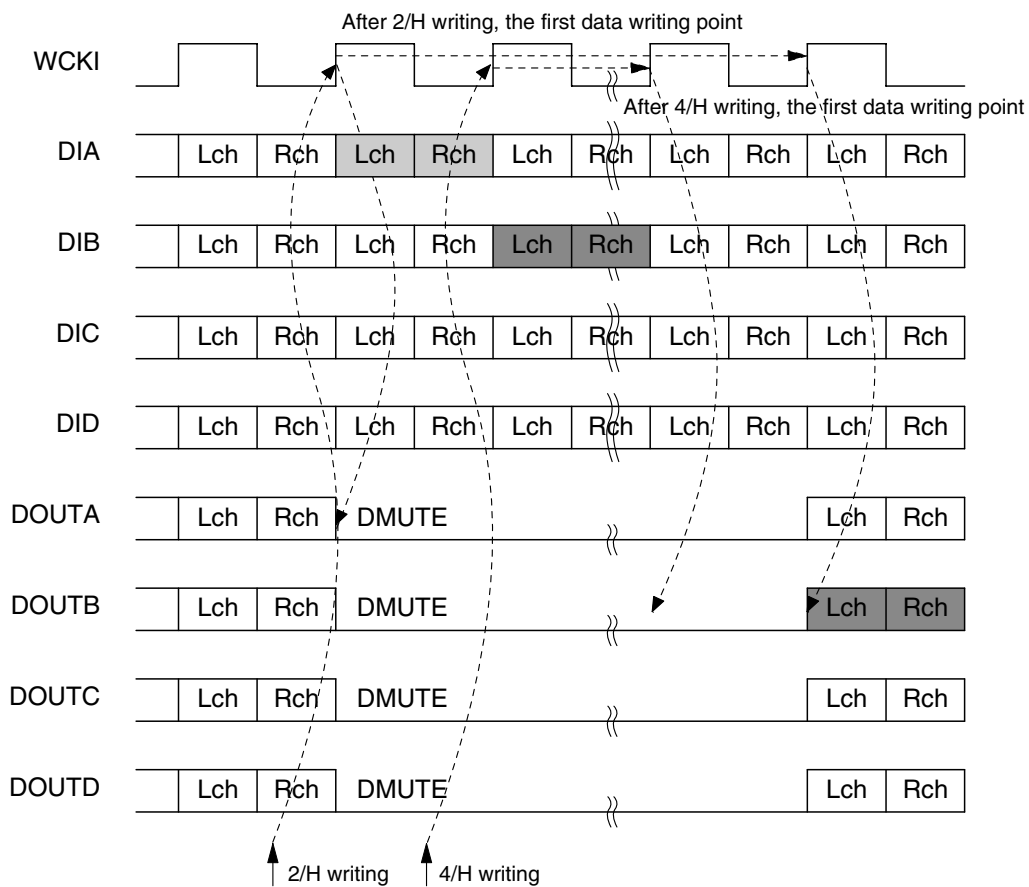 After 2/H writing, the first data writing point
WCKI
After 4/H writing, the first data writing point
DIA Lch Rch Lch Rch Lch Rch Lch Rch Lch Rch
DIB Lch Rch Lch Rch Lch Rch Lch Rch Lch Rch
DIC Lch Rch Lch Rch Lch Rch Lch Rch Lch Rch
DID Lch Rch Lch Rch Lch Rch Lch Rch Lch Rch
DOUTA Lch Rch DMUTE Lch Rch
DOUTB Lch Rch DMUTE Lch Rch
DOUTC Lch Rch DMUTE Lch Rch
DOUTD Lch Rch DMUTE Lch Rch
2/H writing 4/H writing